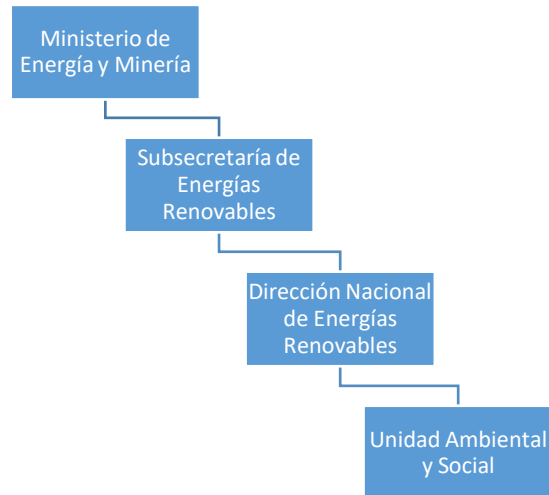 Ministerio de
Energía y Minería
Subsecretaría de
Energías
Renovables
Dirección Nacional
de Energías
Renovables
Unidad Ambiental
y Social